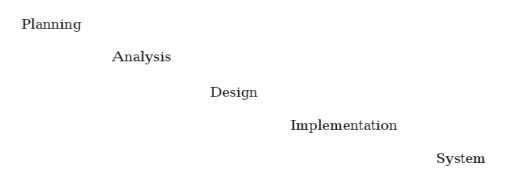 Planning
Analysis
Design
Implementation
System